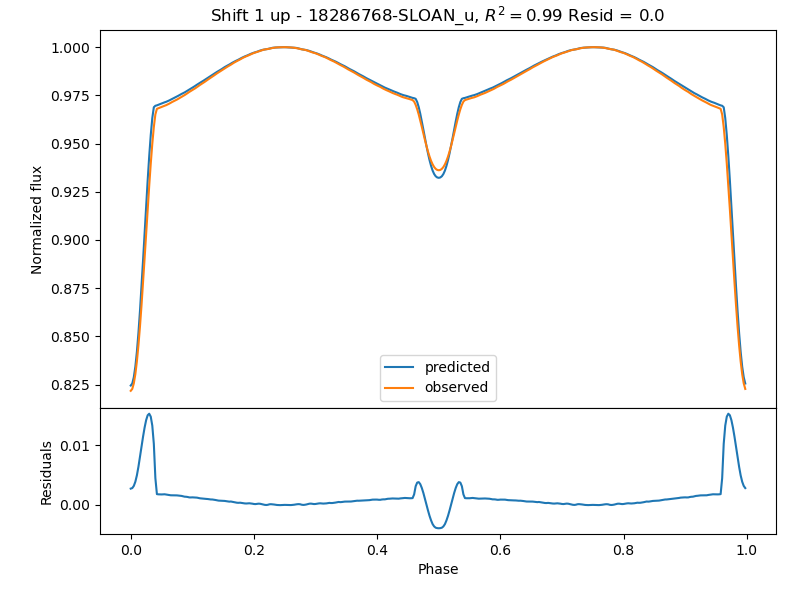 Shift 1 up - 18286768-SLOAN_u, R² = 0.99 Resid = 0.0
Normalized flux
1.000
0.975
0.950
0.925
0.900
0.875
0.850
0.825
predicted
observed
Residuals
0.01
0.00
0.0 0.2 0.4 0.6 0.8 1.0
Phase